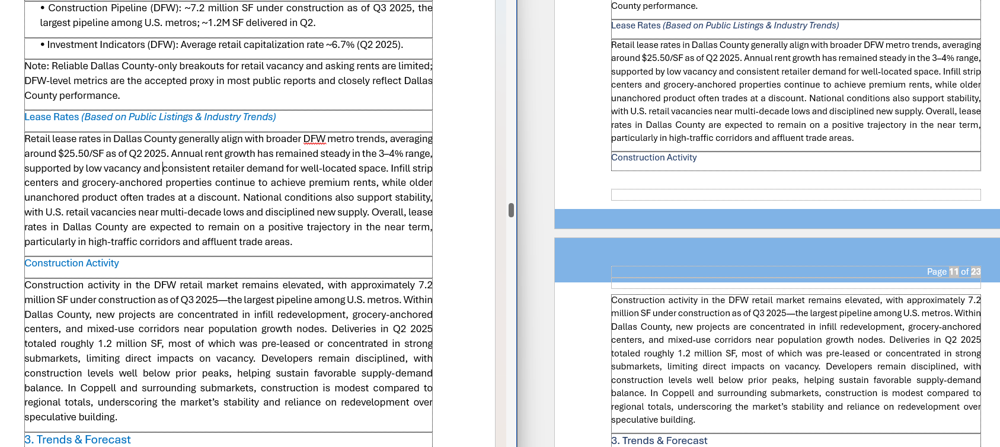 • Construction Pipeline (DFW): ~7.2 million SF under construction as of Q3 2025, the
largest pipeline among U.S. metros; ~1.2M SF delivered in Q2.
• Investment Indicators (DFW): Average retail capitalization rate ~6.7% (Q2 2025).
Note: Reliable Dallas County-only breakouts for retail vacancy and asking rents are limited;
DFW-level metrics are the accepted proxy in most public reports and closely reflect Dallas
County performance.
Lease Rates (Based on Public Listings & Industry Trends)
Retail lease rates in Dallas County generally align with broader DFW metro trends, averaging
around $25.50/SF as of Q2 2025. Annual rent growth has remained steady in the 3–4% range,
supported by low vacancy and consistent retailer demand for well-located space. Infill strip
centers and grocery-anchored properties continue to achieve premium rents, while older
unanchored product often trades at a discount. National conditions also support stability,
with U.S. retail vacancies near multi-decade lows and disciplined new supply. Overall, lease
rates in Dallas County are expected to remain on a positive trajectory in the near term,
particularly in high-traffic corridors and affluent trade areas.
Construction Activity
Construction activity in the DFW retail market remains elevated, with approximately 7.2
million SF under construction as of Q3 2025—the largest pipeline among U.S. metros. Within
Dallas County, new projects are concentrated in infill redevelopment, grocery-anchored
centers, and mixed-use corridors near population growth nodes. Deliveries in Q2 2025
totaled roughly 1.2 million SF, most of which was pre-leased or concentrated in strong
submarkets, limiting direct impacts on vacancy. Developers remain disciplined, with
construction levels well below prior peaks, helping sustain favorable supply-demand
balance. In Coppell and surrounding submarkets, construction is modest compared to
regional totals, underscoring the market’s stability and reliance on redevelopment over
speculative building.
3. Trends & Forecast
County performance.
Lease Rates (Based on Public Listings & Industry Trends)
Retail lease rates in Dallas County generally align with broader DFW metro trends, averaging
around $25.50/SF as of Q2 2025. Annual rent growth has remained steady in the 3–4% range,
supported by low vacancy and consistent retailer demand for well-located space. Infill strip
centers and grocery-anchored properties continue to achieve premium rents, while older
unanchored product often trades at a discount. National conditions also support stability,
with U.S. retail vacancies near multi-decade lows and disciplined new supply. Overall, lease
rates in Dallas County are expected to remain on a positive trajectory in the near term,
particularly in high-traffic corridors and affluent trade areas.
Construction Activity
Page 11 of 23
Construction activity in the DFW retail market remains elevated, with approximately 7.2
million SF under construction as of Q3 2025—the largest pipeline among U.S. metros. Within
Dallas County, new projects are concentrated in infill redevelopment, grocery-anchored
centers, and mixed-use corridors near population growth nodes. Deliveries in Q2 2025
totaled roughly 1.2 million SF, most of which was pre-leased or concentrated in strong
submarkets, limiting direct impacts on vacancy. Developers remain disciplined, with
construction levels well below prior peaks, helping sustain favorable supply-demand
balance. In Coppell and surrounding submarkets, construction is modest compared to
regional totals, underscoring the market’s stability and reliance on redevelopment over
speculative building.
3. Trends & Forecast